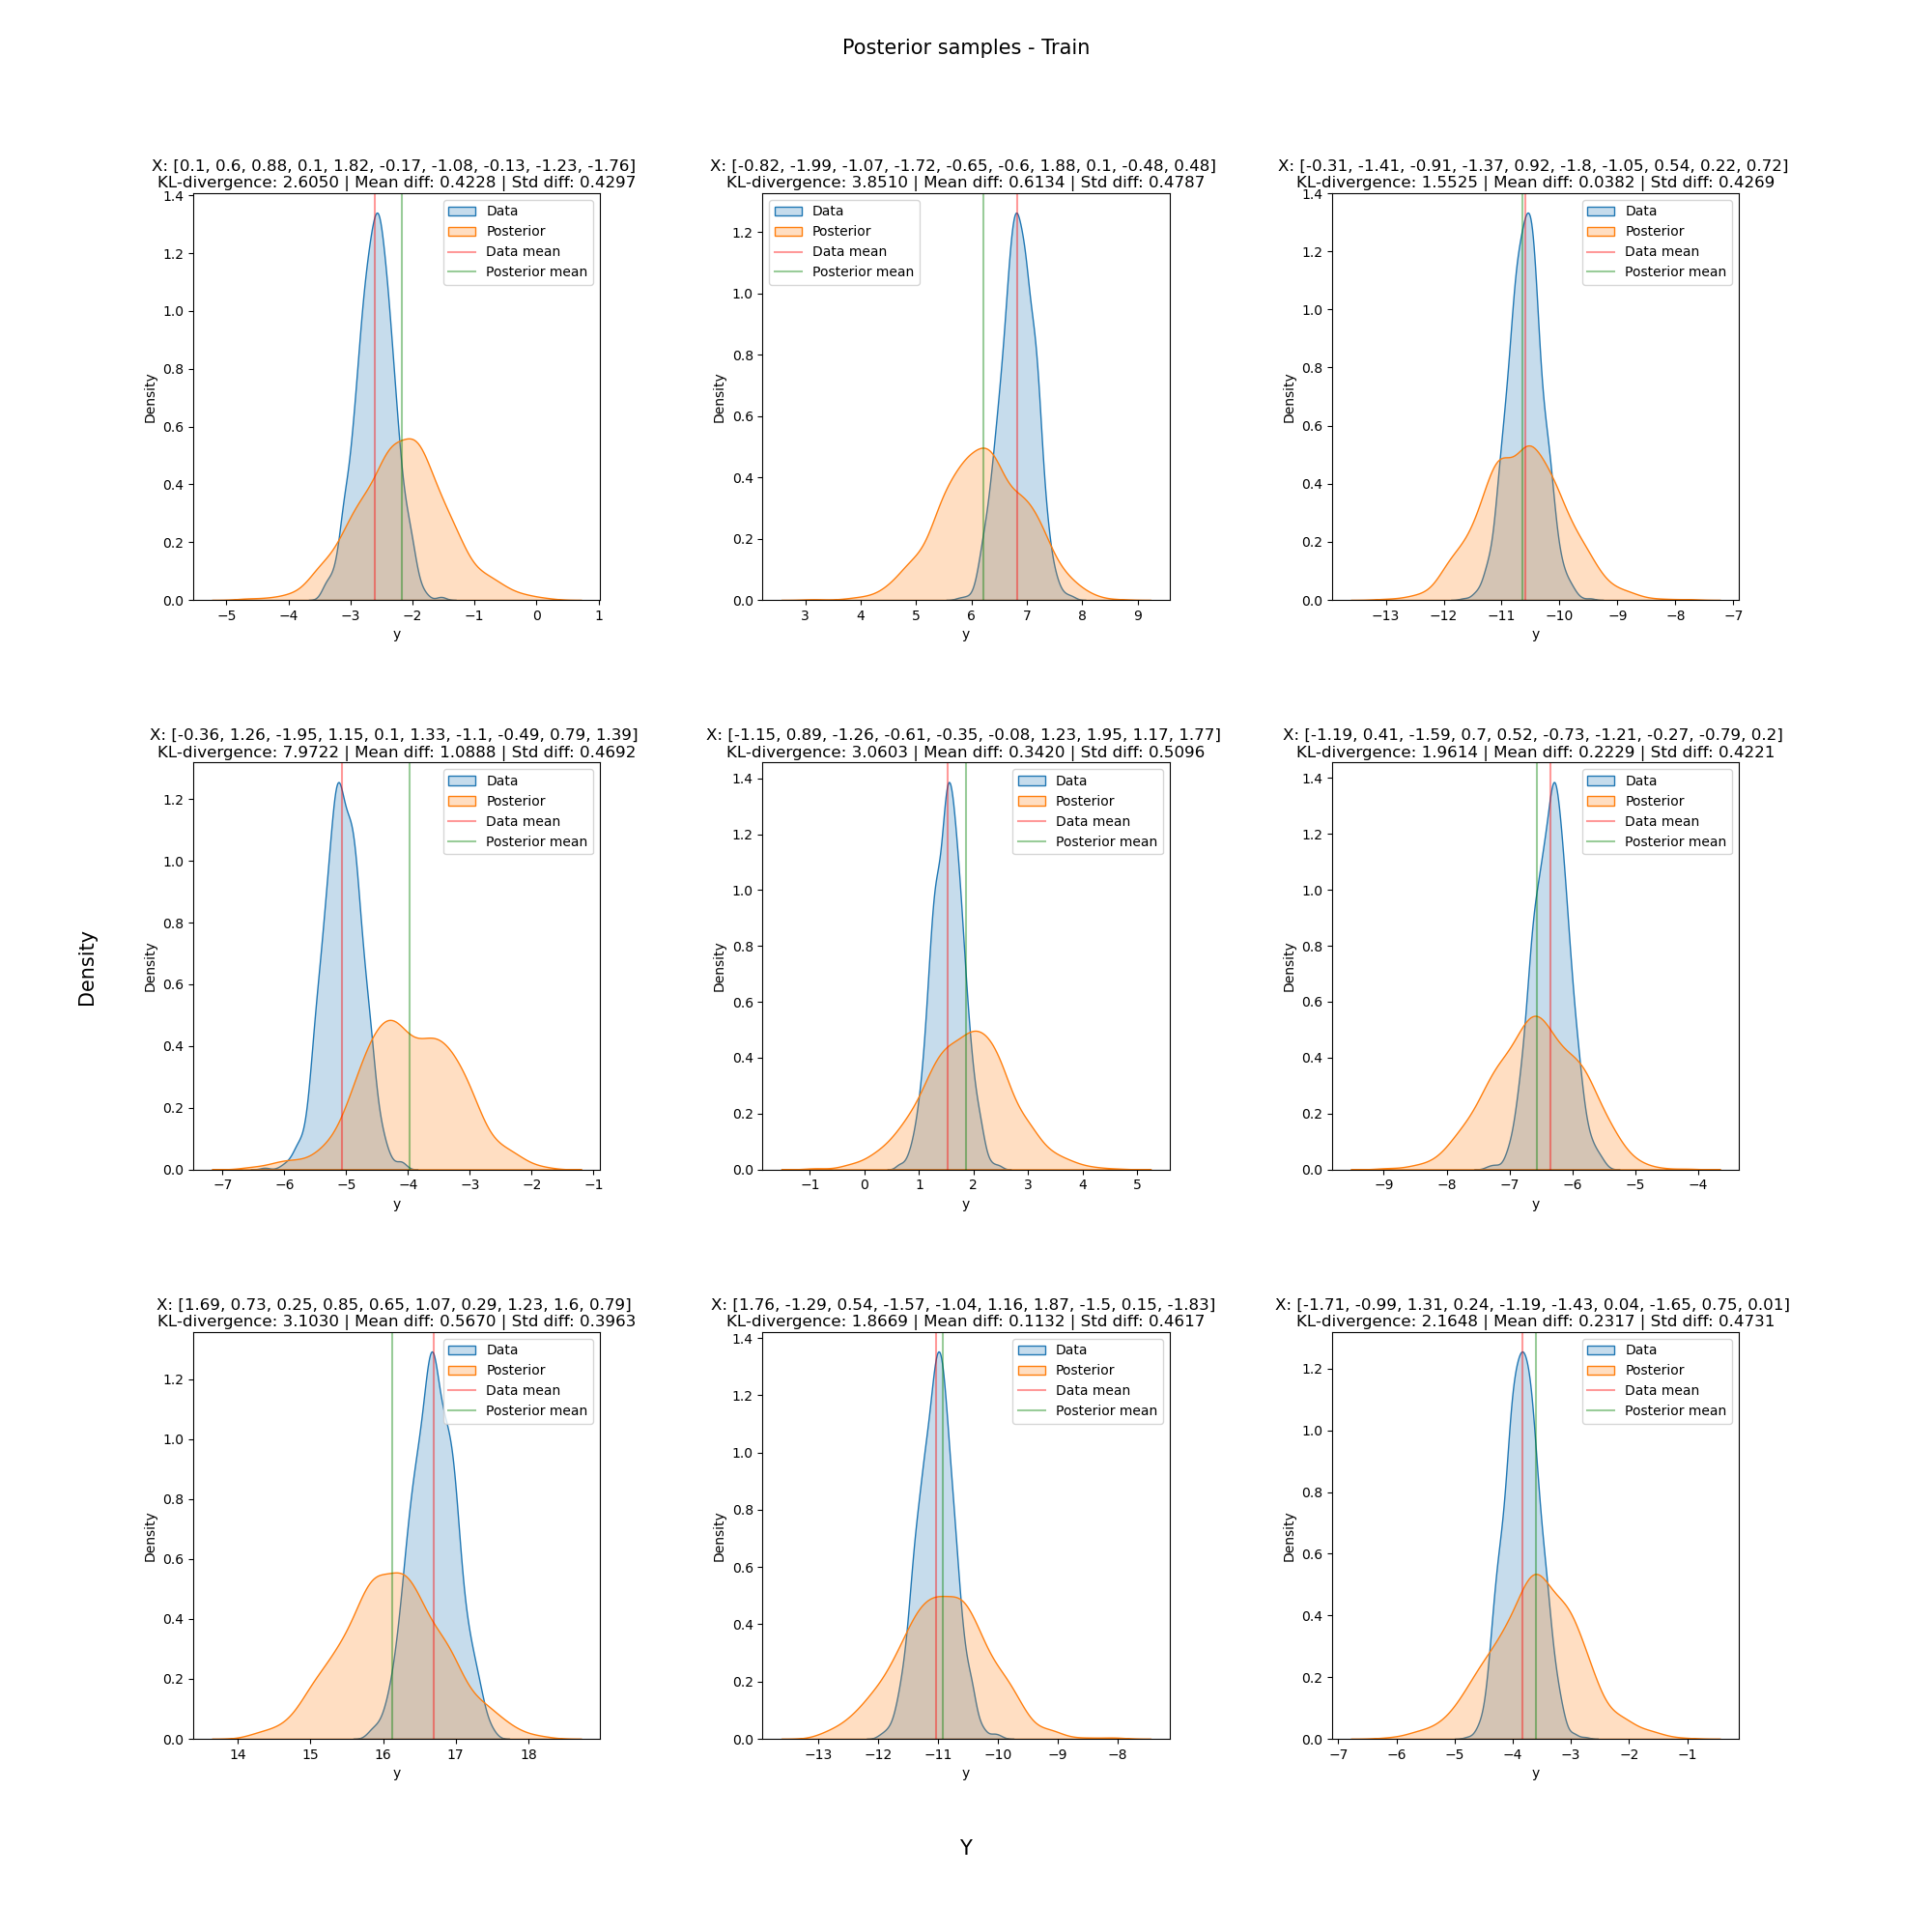 Posterior samples - Train
X: [0.1, 0.6, 0.88, 0.1, 1.82, -0.17, -1.08, -0.13, -1.23, -1.76]
KL-divergence: 2.6050 | Mean diff: 0.4228 | Std diff: 0.4297
Data
Posterior
Data mean
Posterior mean
1.4
1.2
1.0
0.8
0.6
0.4
0.2
0.0
Density
−5 −4 −3 −2 −1 0 1
y
X: [-0.82, -1.99, -1.07, -1.72, -0.65, -0.6, 1.88, 0.1, -0.48, 0.48]
KL-divergence: 3.8510 | Mean diff: 0.6134 | Std diff: 0.4787
Data
Posterior
Data mean
Posterior mean
1.2
1.0
0.8
0.6
0.4
0.2
0.0
Density
3 4 5 6 7 8 9
y
X: [-0.31, -1.41, -0.91, -1.37, 0.92, -1.8, -1.05, 0.54, 0.22, 0.72]
KL-divergence: 1.5525 | Mean diff: 0.0382 | Std diff: 0.4269
Data
Posterior
Data mean
Posterior mean
1.4
1.2
1.0
0.8
0.6
0.4
0.2
0.0
Density
−13 −12 −11 −10 −9 −8 −7
y
X: [-0.36, 1.26, -1.95, 1.15, 0.1, 1.33, -1.1, -0.49, 0.79, 1.39]
KL-divergence: 7.9722 | Mean diff: 1.0888 | Std diff: 0.4692
Data
Posterior
Data mean
Posterior mean
1.2
1.0
0.8
0.6
0.4
0.2
0.0
Density
Density
−7 −6 −5 −4 −3 −2 −1
y
X: [-1.15, 0.89, -1.26, -0.61, -0.35, -0.08, 1.23, 1.95, 1.17, 1.77]
KL-divergence: 3.0603 | Mean diff: 0.3420 | Std diff: 0.5096
Data
Posterior
Data mean
Posterior mean
1.4
1.2
1.0
0.8
0.6
0.4
0.2
0.0
Density
−1 0 1 2 3 4 5
y
X: [-1.19, 0.41, -1.59, 0.7, 0.52, -0.73, -1.21, -0.27, -0.79, 0.2]
KL-divergence: 1.9614 | Mean diff: 0.2229 | Std diff: 0.4221
Data
Posterior
Data mean
Posterior mean
1.4
1.2
1.0
0.8
0.6
0.4
0.2
0.0
Density
−9 −8 −7 −6 −5 −4
y
X: [1.69, 0.73, 0.25, 0.85, 0.65, 1.07, 0.29, 1.23, 1.6, 0.79]
KL-divergence: 3.1030 | Mean diff: 0.5670 | Std diff: 0.3963
Data
Posterior
Data mean
Posterior mean
1.2
1.0
0.8
0.6
0.4
0.2
0.0
Density
14 15 16 17 18
y
X: [1.76, -1.29, 0.54, -1.57, -1.04, 1.16, 1.87, -1.5, 0.15, -1.83]
KL-divergence: 1.8669 | Mean diff: 0.1132 | Std diff: 0.4617
Data
Posterior
Data mean
Posterior mean
1.4
1.2
1.0
0.8
0.6
0.4
0.2
0.0
Density
−13 −12 −11 −10 −9 −8
y
X: [-1.71, -0.99, 1.31, 0.24, -1.19, -1.43, 0.04, -1.65, 0.75, 0.01]
KL-divergence: 2.1648 | Mean diff: 0.2317 | Std diff: 0.4731
Data
Posterior
Data mean
Posterior mean
1.2
1.0
0.8
0.6
0.4
0.2
0.0
Density
−7 −6 −5 −4 −3 −2 −1
y
Y